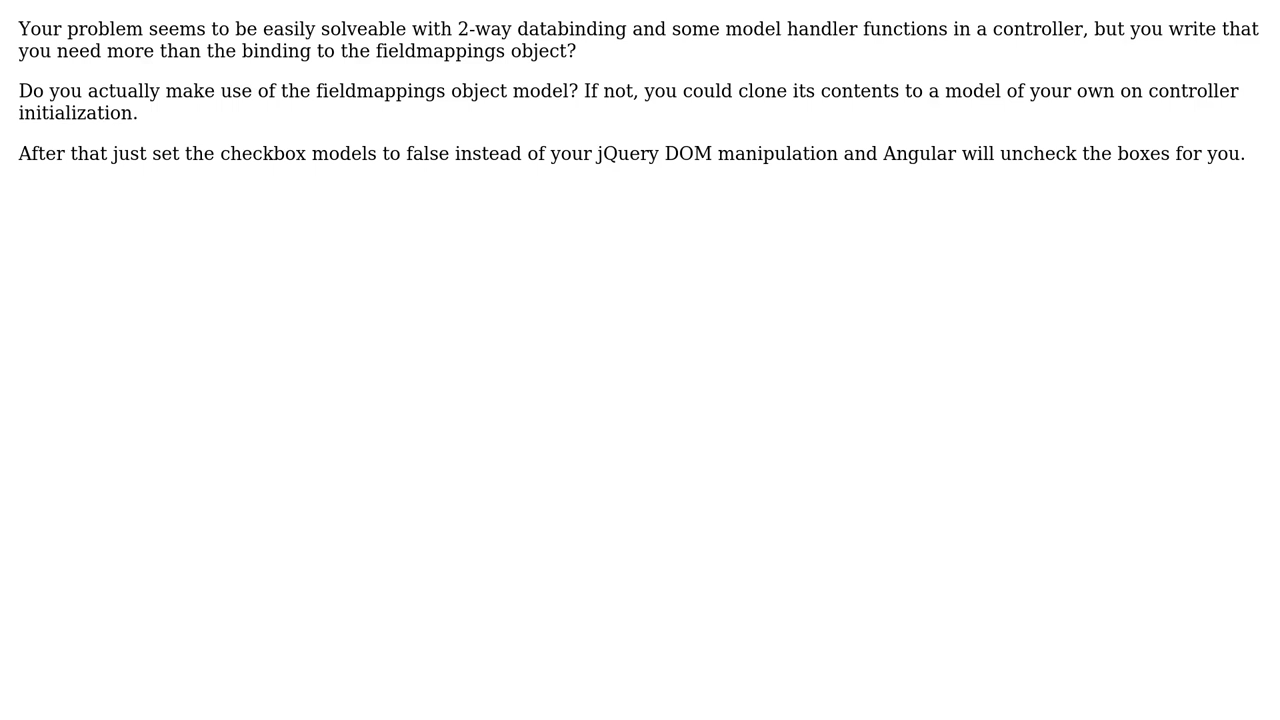 Your problem seems to be easily solveable with 2-way databinding and some model handler functions in a controller, but you write that
you need more than the binding to the fieldmappings object?
Do you actually make use of the fieldmappings object model? If not, you could clone its contents to a model of your own on controller
initialization.
After that just set the checkbox models to false instead of your jQuery DOM manipulation and Angular will uncheck the boxes for you.